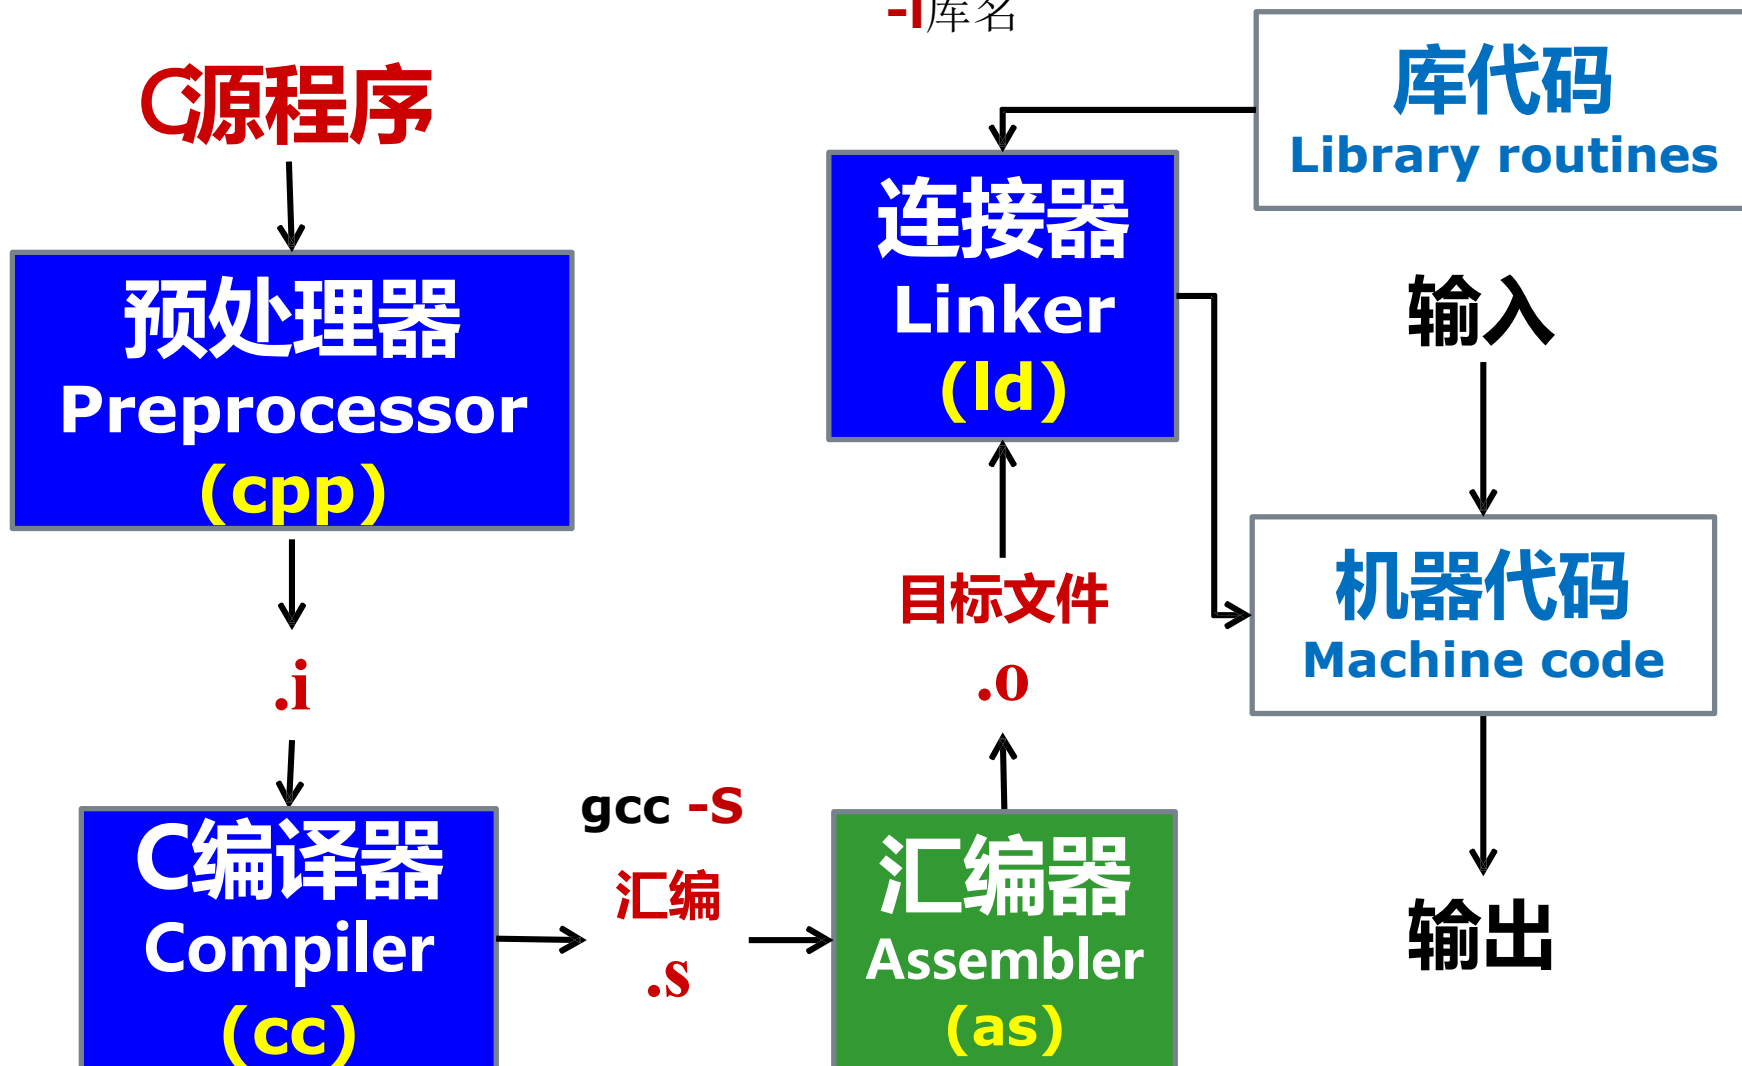 -l库名
C源程序
预处理器
Preprocessor
(cpp)
.i
C编译器
Compiler
(cc)
gcc -S
汇编
.s
汇编器
Assembler
(as)
目标文件
.o
连接器
Linker
(ld)
库代码
Library routines
输入
机器代码
Machine code
输出